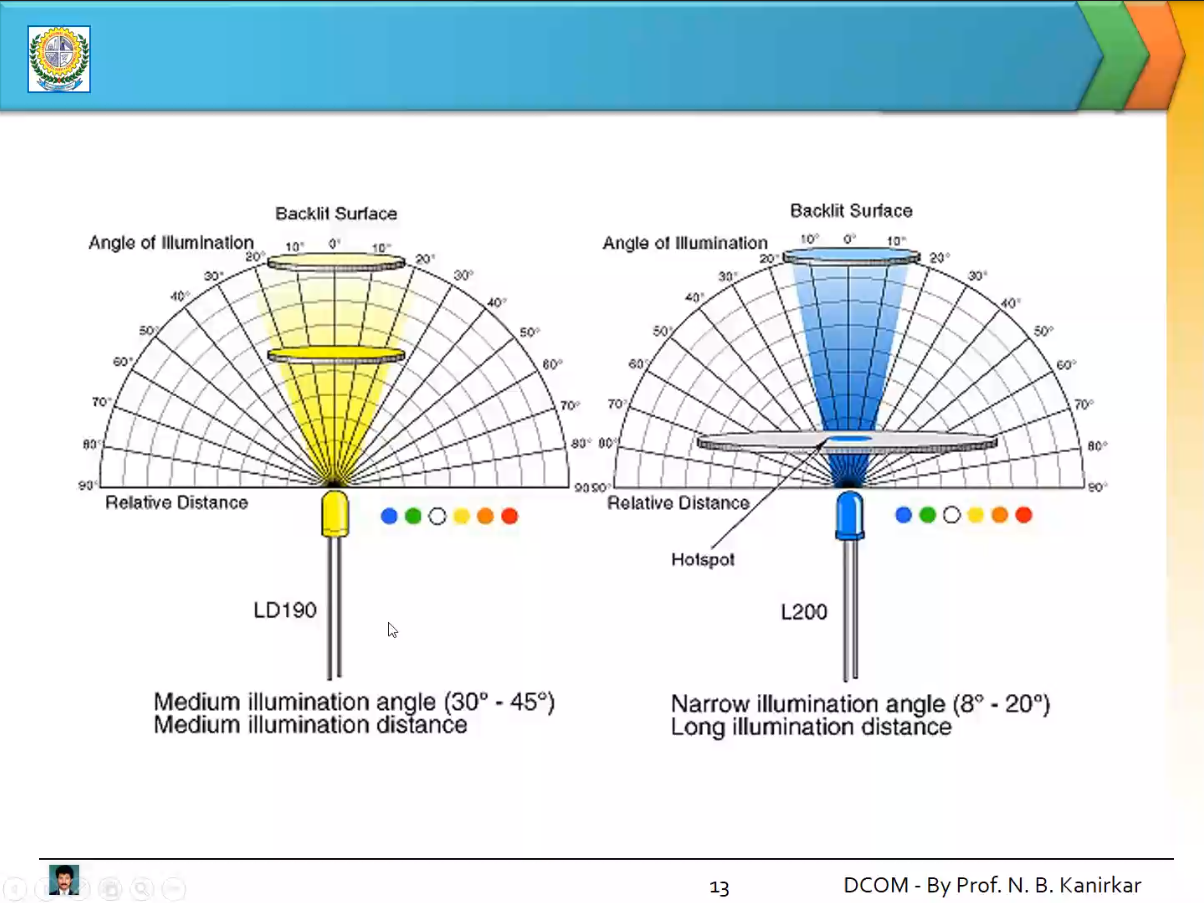 Backlit Surface
Angle of Illumination
20° 10° 0° 10° 20°
30° 30°
40° 40°
50° 50°
60° 60°
70° 70°
80° 80°
90° 90°
Relative Distance
LD190
Medium illumination angle (30° - 45°)
Medium illumination distance
Backlit Surface
Angle of Illumination
20° 10° 0° 10° 20°
30° 30°
40° 40°
50° 50°
60° 60°
70° 70°
80° 80°
90° 90°
Relative Distance
Hotspot
L200
Narrow illumination angle (8° - 20°)
Long illumination distance
13
DCOM - By Prof. N. B. Kanirkar